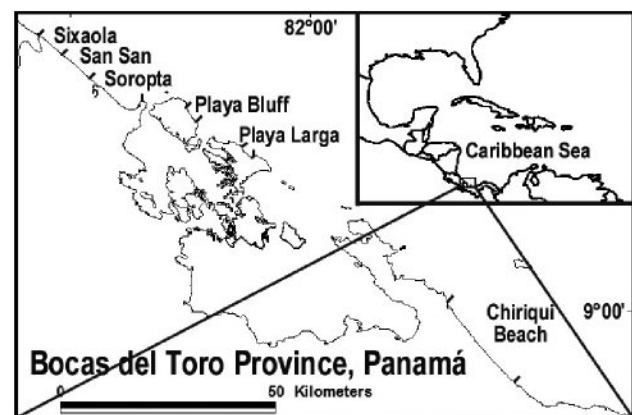 82°00'
Sixaola
San San
Soropta
Playa Bluff
Playa Larga
Caribbean Sea
Chiriqui
Beach
9°00'
Bocas del Toro Province, Panamá
0 50 Kilometers